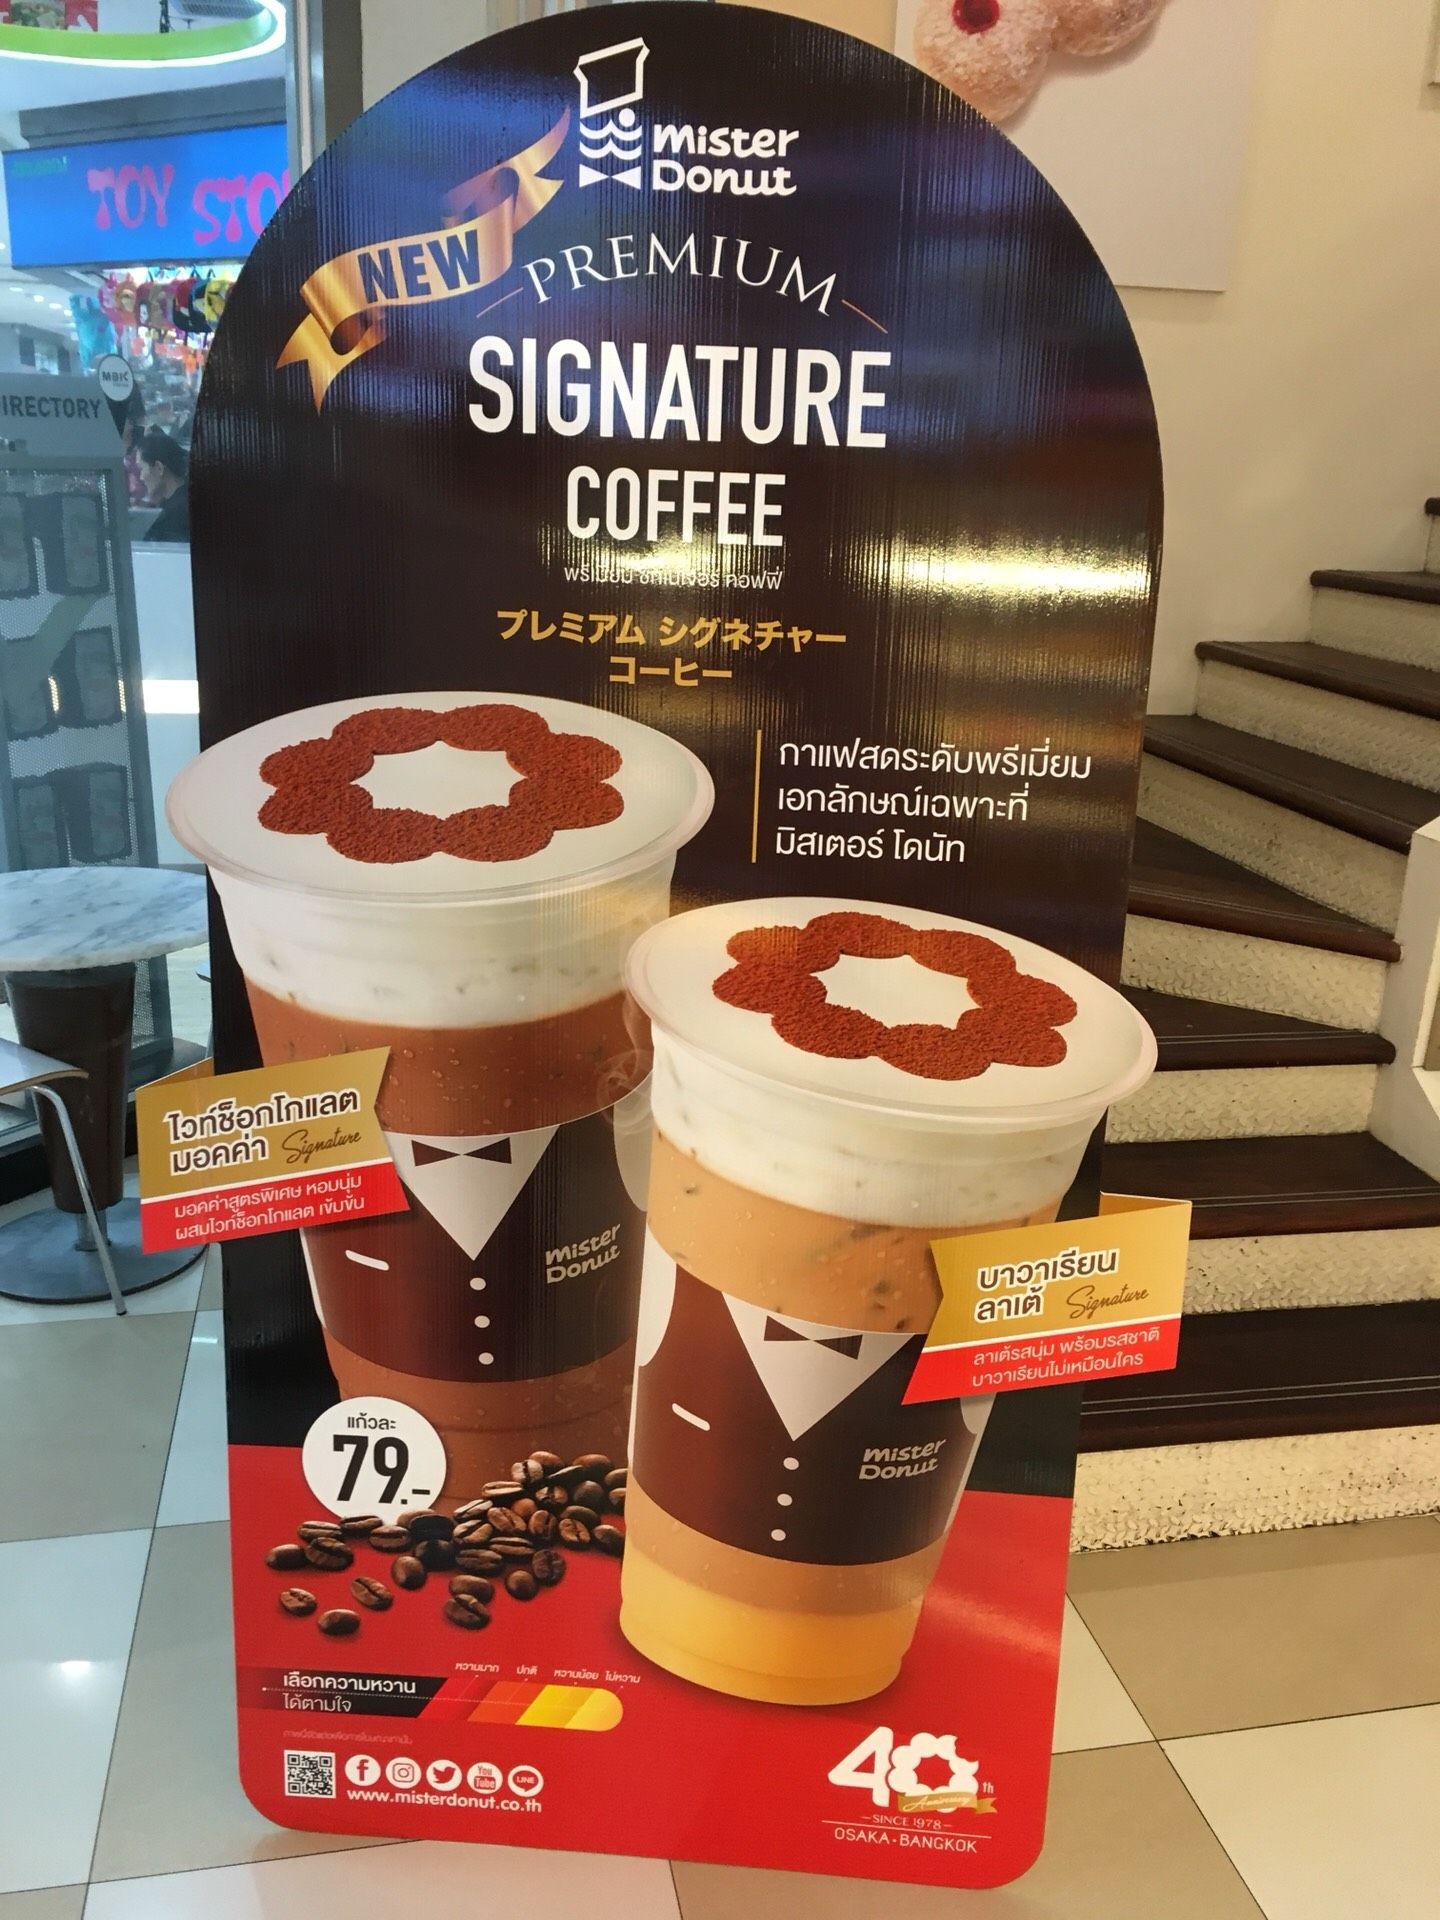 TOY STO
MBK
DIRECTORY
mister
Donut
NEW
PREMIUM
SIGNATURE
COFFEE
พรีเมียม ซิกเนเจอร์ คอฟฟี่
プレミアム シグネチャー
コーヒー
กาแฟสดระดับพรีเมี่ยม
เอกลักษณ์เฉพาะที่
มิสเตอร์ โดนัท
ไวท์ช็อกโกแลต
มอคค่า Signature
มอคค่าสูตรพิเศษ หอมนุ่ม
ผสมไวท์ช็อกโกแลต เข้มข้น
mister
Donut
บาวาเรียน
ลาเต้ Signature
ลาเต้รสนุ่ม พร้อมรสชาติ
บาวาเรียนไม่เหมือนใคร
mister
Donut
แก้วละ
79.-
หวานมาก ปกติ หวานน้อย ไม่หวาน
เลือกความหวาน
ได้ตามใจ
You
Tube
LINE
www.misterdonut.co.th
40th
Anniversary
SINCE 1978
OSAKA - BANGKOK